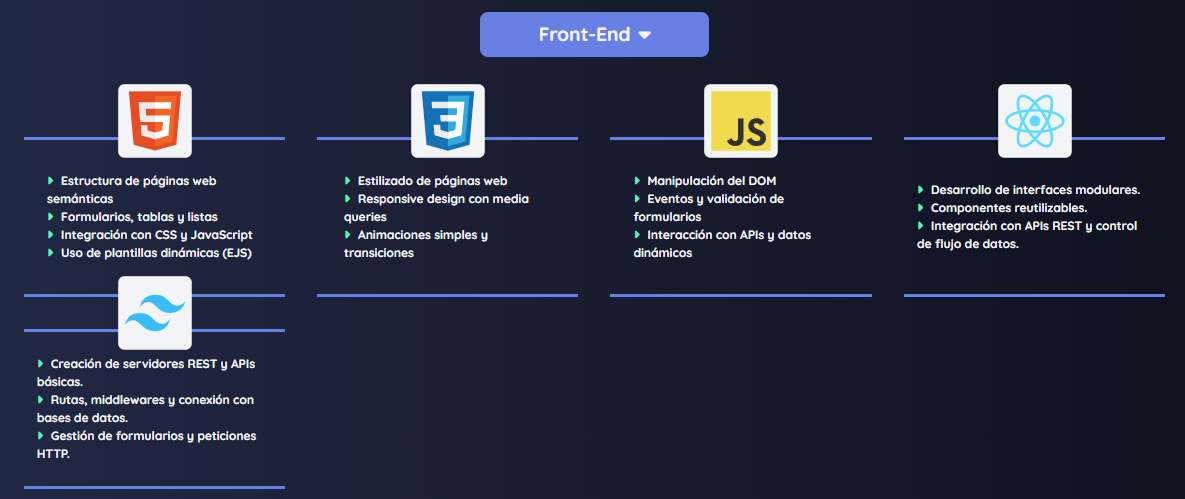 Front-End
JS
Estructura de páginas web
semánticas
Formularios, tablas y listas
Integración con CSS y JavaScript
Uso de plantillas dinámicas (EJS)
Estilizado de páginas web
Responsive design con media
queries
Animaciones simples y
transiciones
Manipulación del DOM
Eventos y validación de
formularios
Interacción con APIs y datos
dinámicos
Desarrollo de interfaces modulares.
Componentes reutilizables.
Integración con APIs REST y control
de flujo de datos.
Creación de servidores REST y APIs
básicas.
Rutas, middlewares y conexión con
bases de datos.
Gestión de formularios y peticiones
HTTP.